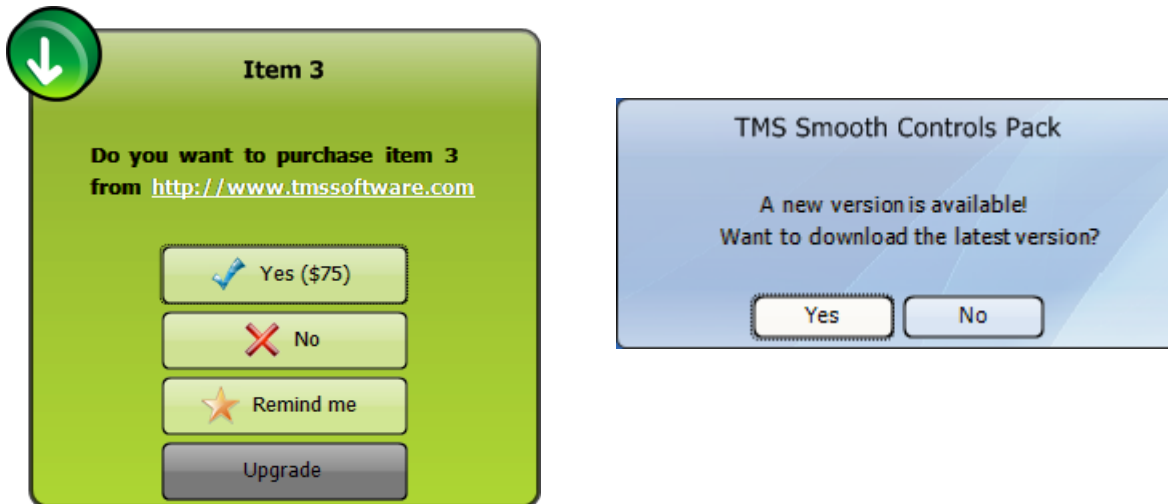 Item 3
Do you want to purchase item 3
from http://www.tmssoftware.com
Yes ($75)
No
Remind me
Upgrade
TMS Smooth Controls Pack
A new version is available!
Want to download the latest version?
Yes
No